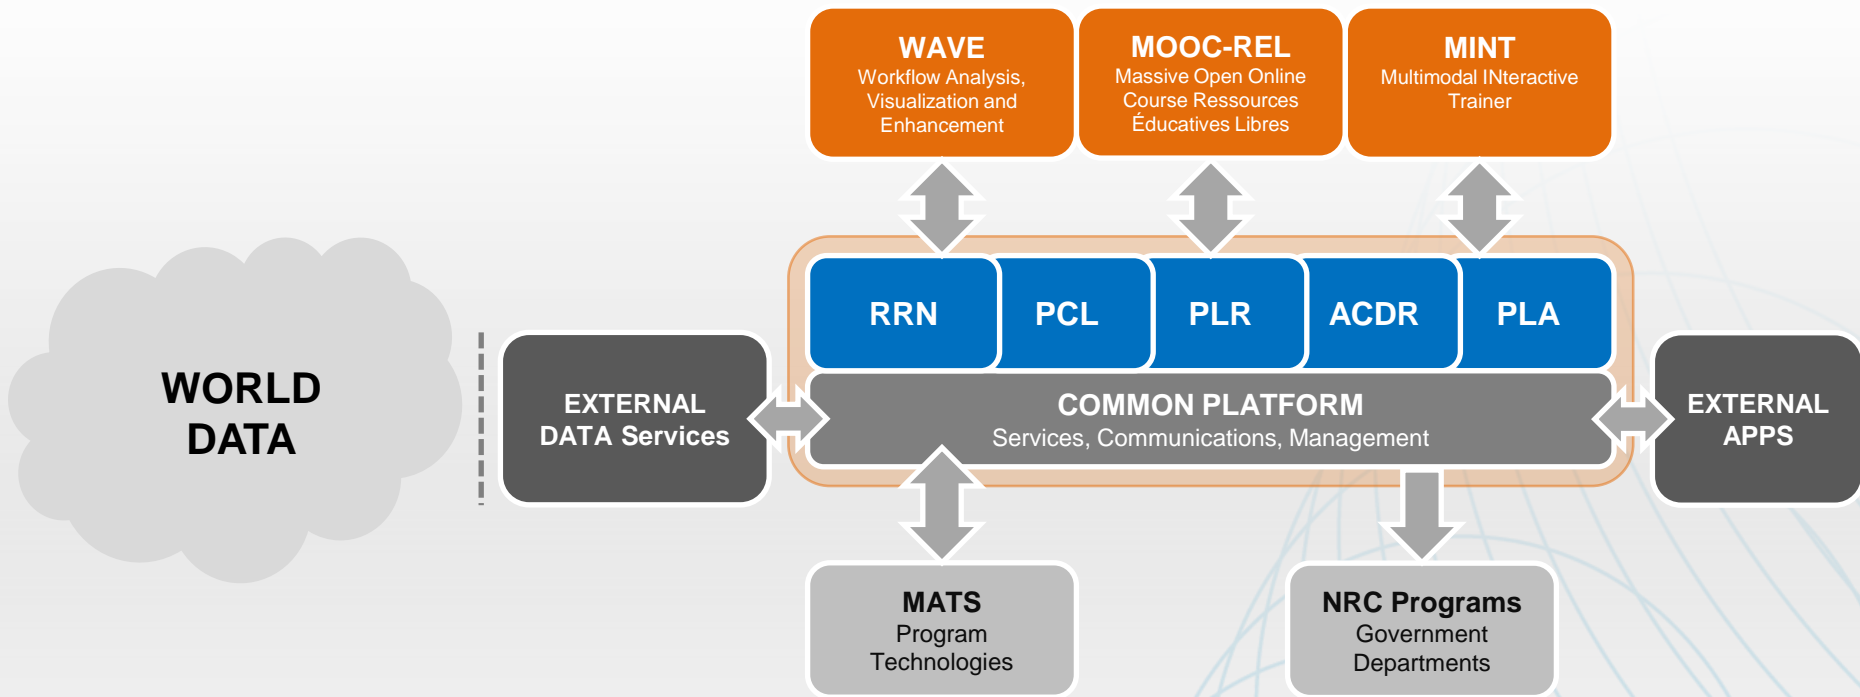 WAVE
Workflow Analysis,
Visualization and
Enhancement
MOOC-REL
Massive Open Online
Course Ressources
Éducatives Libres
MINT
Multimodal INteractive
Trainer
RRN
PCL
PLR
ACDR
PLA
WORLD
DATA
EXTERNAL
DATA Services
COMMON PLATFORM
Services, Communications, Management
EXTERNAL
APPS
MATS
Program
Technologies
NRC Programs
Government
Departments